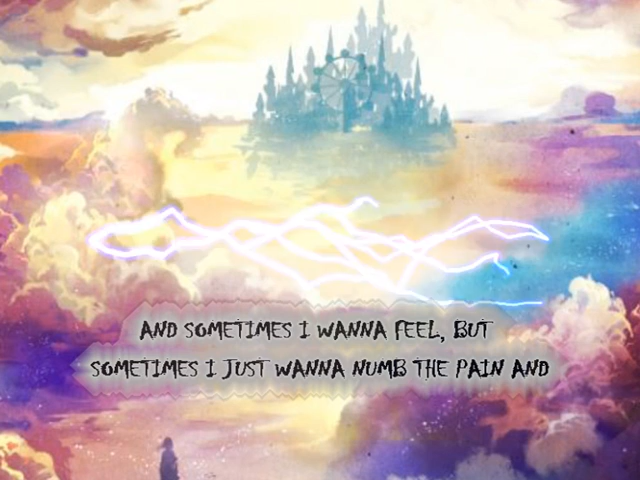 AND SOMETIMES I WANNA FEEL, BUT
SOMETIMES I JUST WANNA NUMB THE PAIN AND